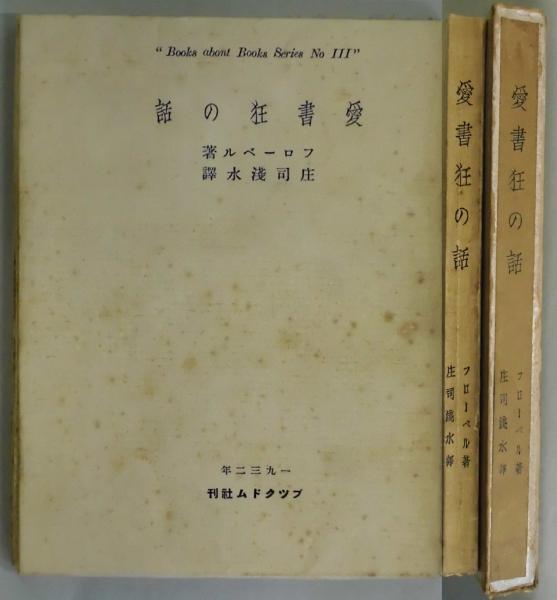 “Books abont Books Series No III”
愛書狂の話
フローベル著
庄司淺水譯
一九三二年
ブツクドム社刊
愛書狂の話
フローベル著
庄司淺水譯
愛書狂の話
フローベル著
庄司淺水譯